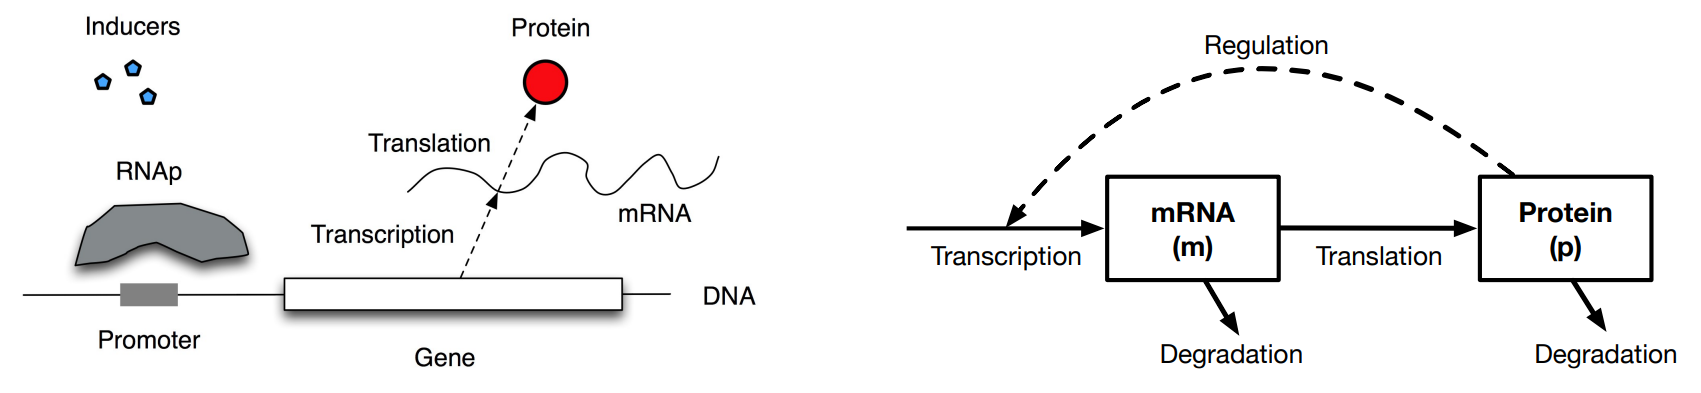 Inducers
Protein
Translation
RNAp
mRNA
Transcription
DNA
Promoter
Gene
Regulation
mRNA
(m)
Protein
(p)
Transcription
Translation
Degradation
Degradation